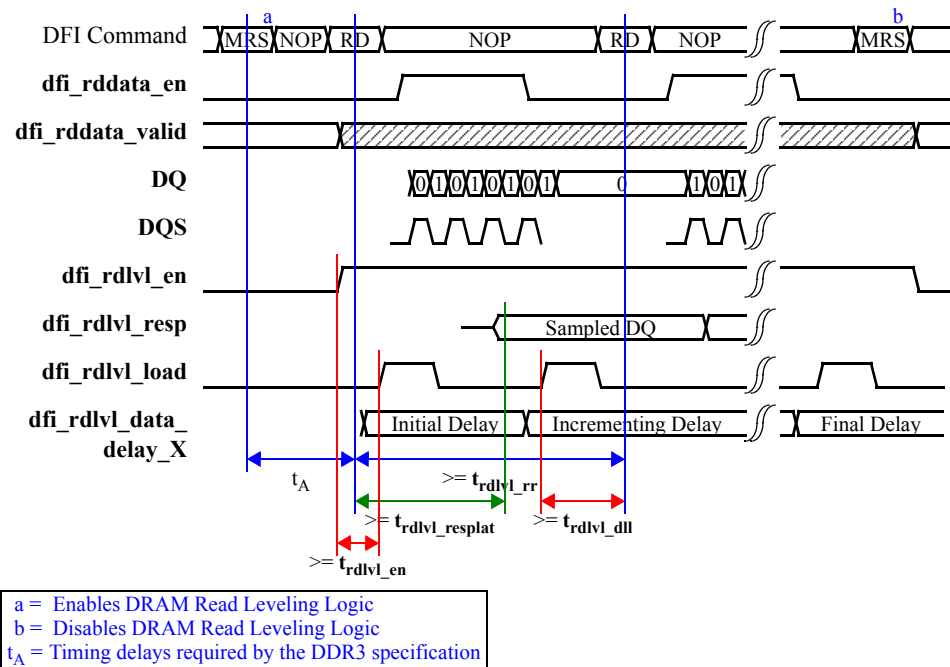 a
b
DFI Command MRS NOP RD NOP RD NOP MRS
dfi_rddata_en
dfi_rddata_valid
DQ 0 1 0 1 0 1 0 1 0 1 0 1
DQS
dfi_rdlvl_en
dfi_rdlvl_resp Sampled DQ
dfi_rdlvl_load
dfi_rdlvl_data_ Initial Delay Incrementing Delay Final Delay
delay_X
tA >= trdlvl_rr
>= trdlvl_resplat >= trdlvl_dll
>= trdlvl_en
a = Enables DRAM Read Leveling Logic
b = Disables DRAM Read Leveling Logic
tA = Timing delays required by the DDR3 specification